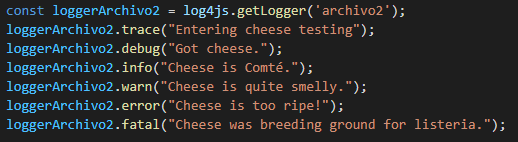 const loggerArchivo2 = log4js.getLogger('archivo2');
loggerArchivo2.trace("Entering cheese testing");
loggerArchivo2.debug("Got cheese.");
loggerArchivo2.info("Cheese is Comté.");
loggerArchivo2.warn("Cheese is quite smelly.");
loggerArchivo2.error("Cheese is too ripe!");
loggerArchivo2.fatal("Cheese was breeding ground for listeria.");